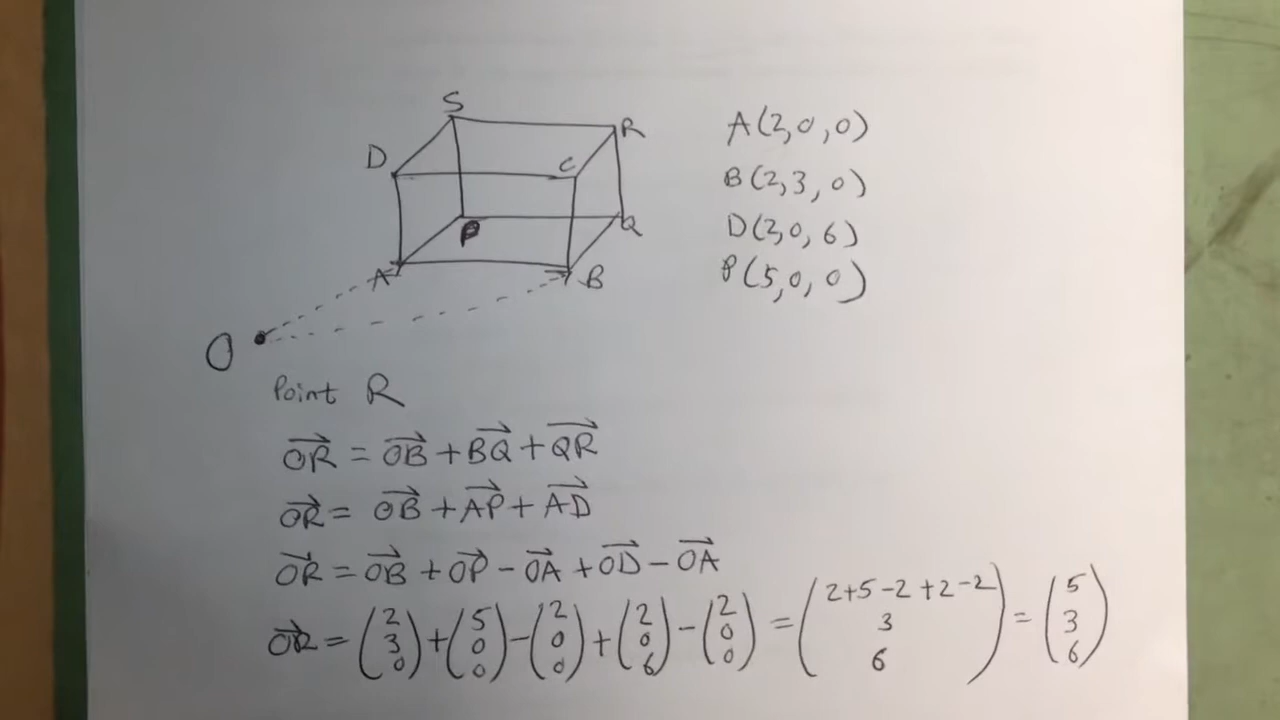 S
R
D
C
P
Q
A
B
O
A(2,0,0)
B(2,3,0)
D(2,0,6)
P(5,0,0)
Point R
OR = OB + BQ + QR
OR = OB + AP + AD
OR = OB + OP - OA + OD - OA
OR = (2 3 0) + (5 0 0) - (2 0 0) + (2 0 6) - (2 0 0) = (2+5-2+2-2 3 6) = (5 3 6)